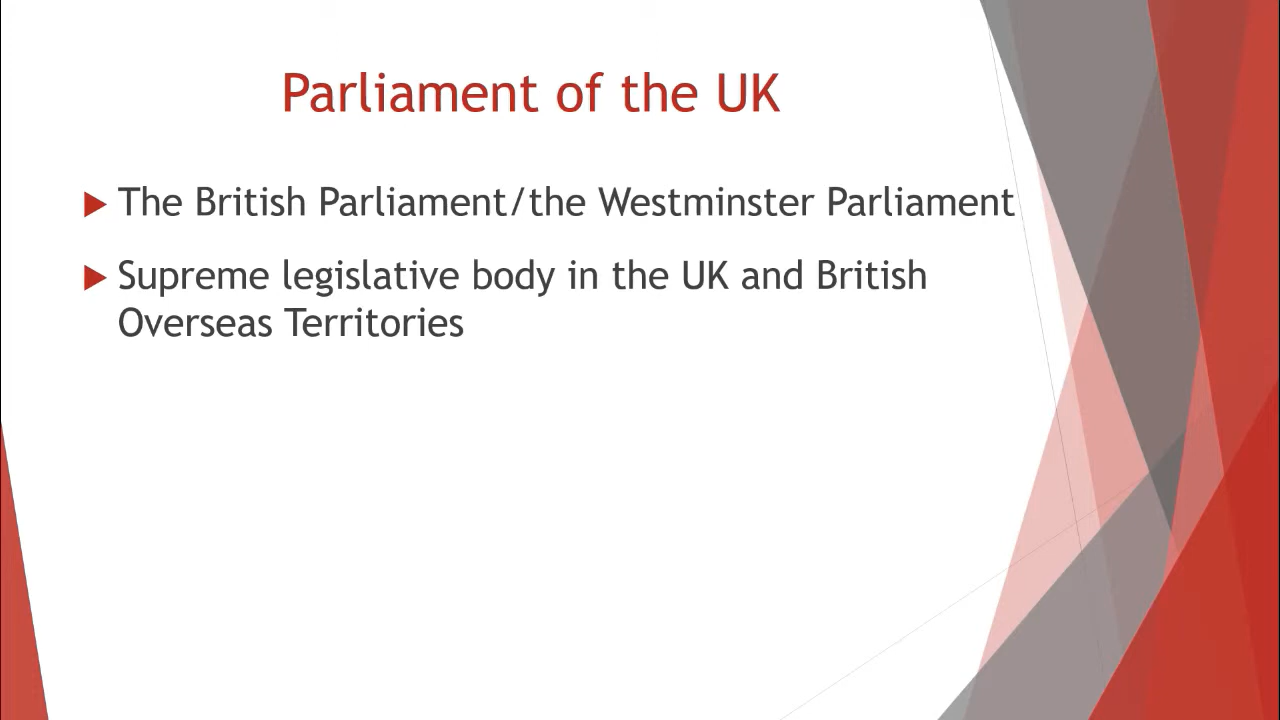 Parliament of the UK
The British Parliament/the Westminster Parliament
Supreme legislative body in the UK and British
Overseas Territories